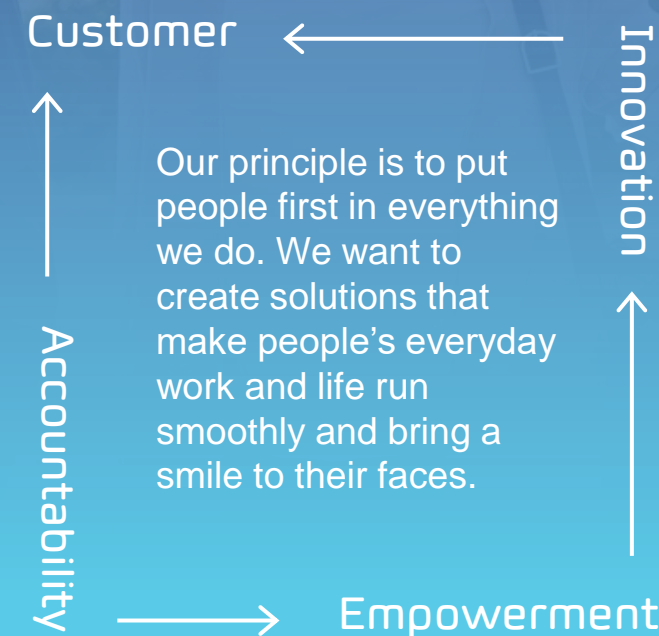 Customer
Innovation
Our principle is to put
people first in everything
we do. We want to
create solutions that
make people’s everyday
work and life run
smoothly and bring a
smile to their faces.
Accountability
Empowerment